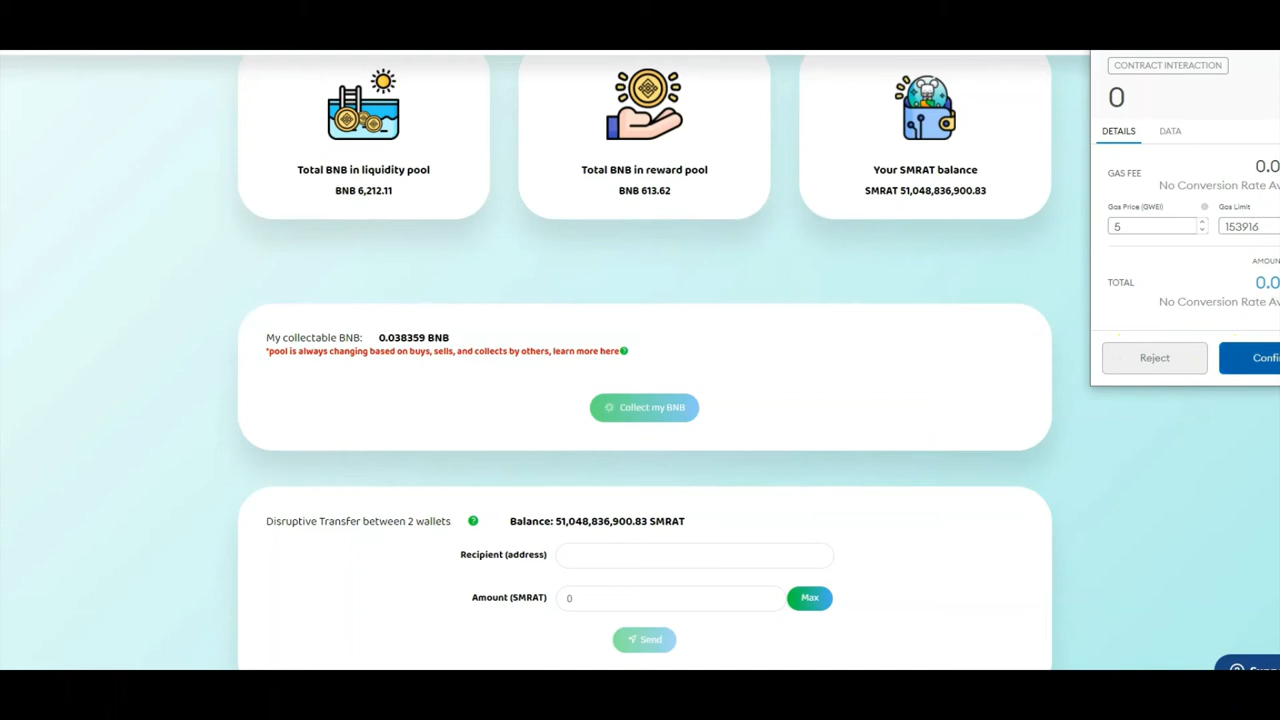 CONTRACT INTERACTION
0
DETAILS DATA
GAS FEE
0.0
No Conversion Rate Av
Gas Price (GWEI) Gas Limit
5 153916
AMOUN
TOTAL
0.0
No Conversion Rate Av
Reject Confi
Total BNB in liquidity pool
BNB 6,212.11
Total BNB in reward pool
BNB 613.62
Your SMRAT balance
SMRAT 51,048,836,900.83
My collectable BNB: 0.038359 BNB
*pool is always changing based on buys, sells, and collects by others, learn more here?
Collect my BNB
Disruptive Transfer between 2 wallets ? Balance: 51,048,836,900.83 SMRAT
Recipient (address)
Amount (SMRAT) 0 Max
Send